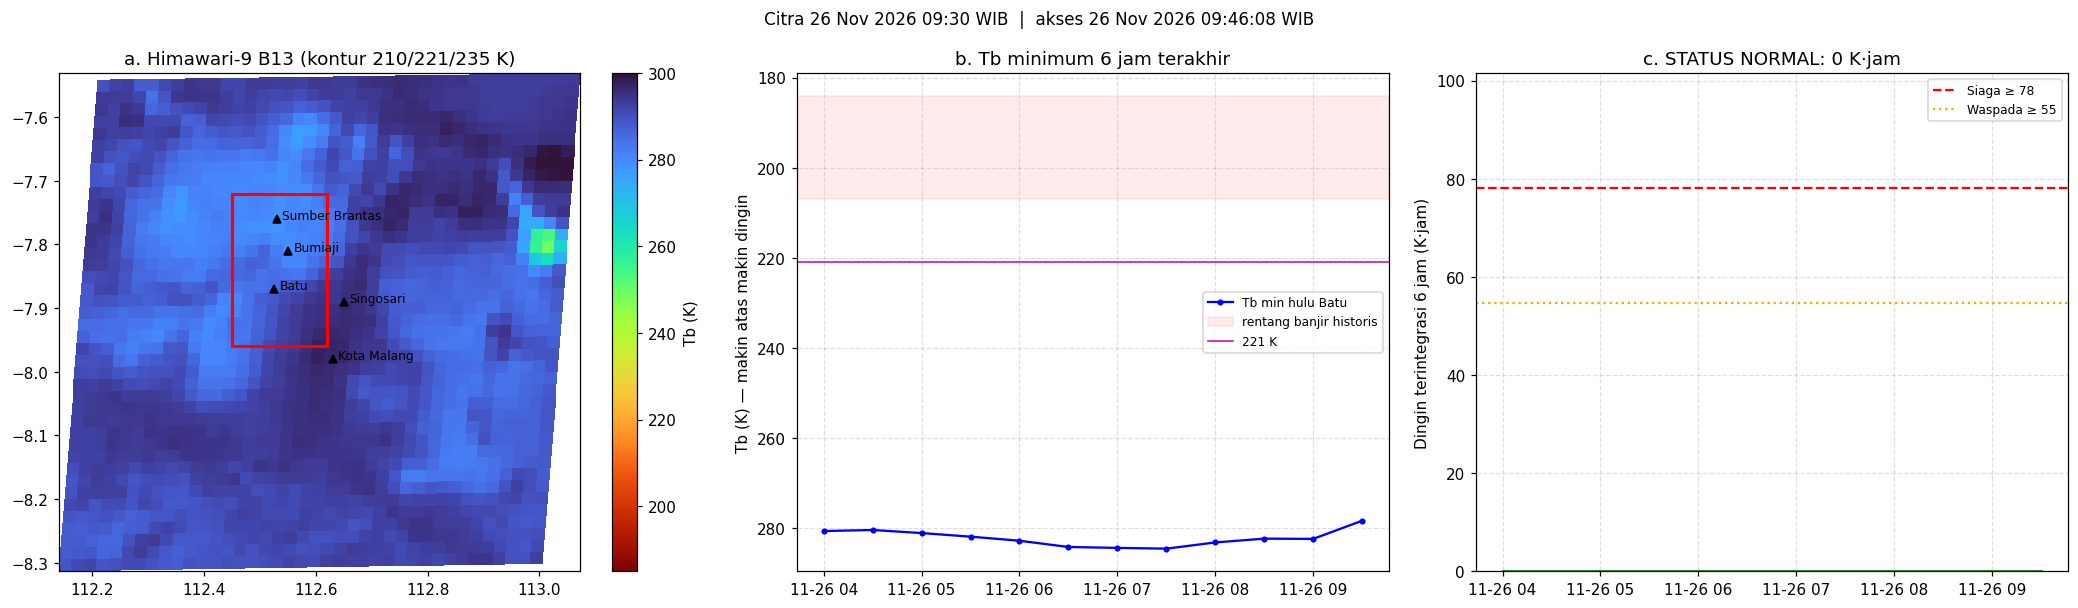 Citra 26 Nov 2026 09:30 WIB | akses 26 Nov 2026 09:46:08 WIB
a. Himawari-9 B13 (kontur 210/221/235 K)
−7.6
−7.7
−7.8
−7.9
−8.0
−8.1
−8.2
−8.3
112.2
112.4
112.6
112.8
113.0
Sumber Brantas
Bumiaji
Batu
Singosari
Kota Malang
300
280
260
240
220
200
Tb (K)
b. Tb minimum 6 jam terakhir
Tb (K) — makin atas makin dingin
180
200
220
240
260
280
11-26 04
11-26 05
11-26 06
11-26 07
11-26 08
11-26 09
Tb min hulu Batu
rentang banjir historis
221 K
c. STATUS NORMAL: 0 K·jam
Dingin terintegrasi 6 jam (K·jam)
100
80
60
40
20
0
11-26 04
11-26 05
11-26 06
11-26 07
11-26 08
11-26 09
Siaga ≥ 78
Waspada ≥ 55